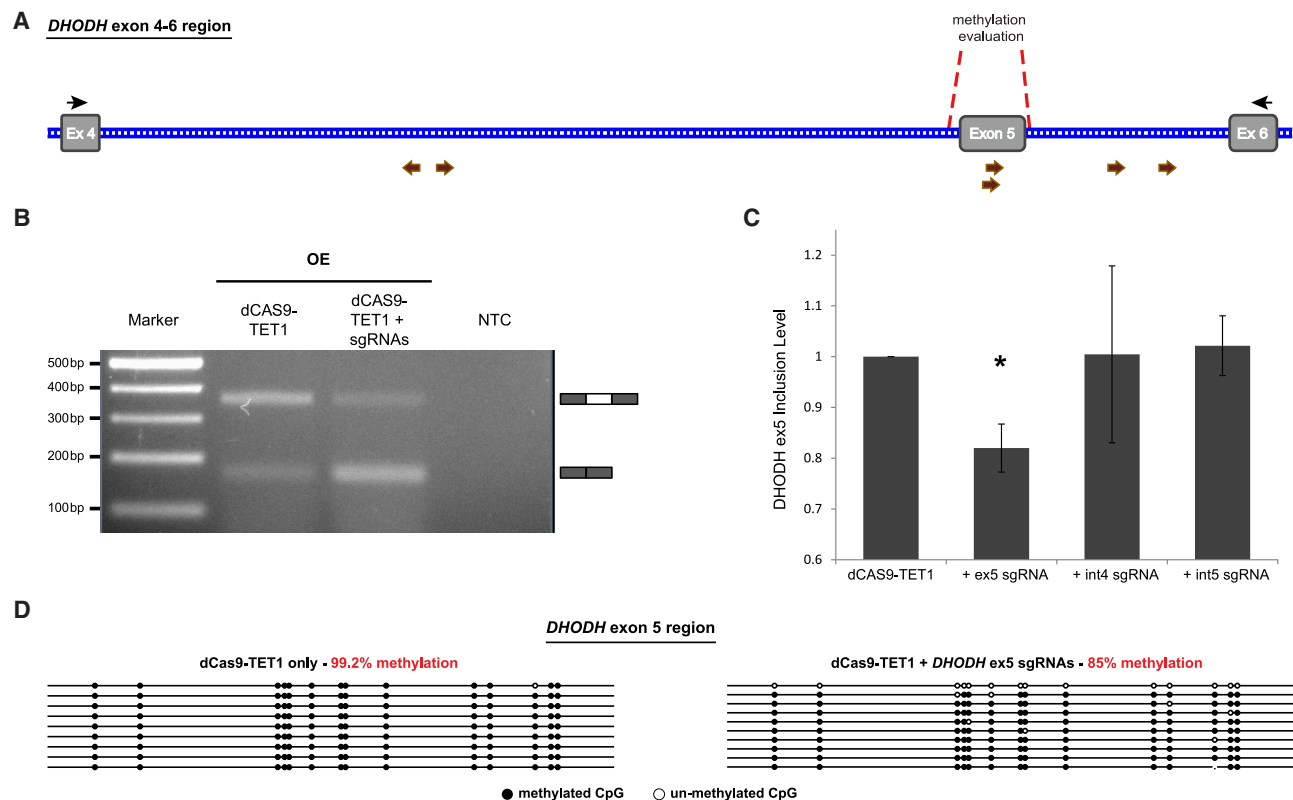 A
DHODH exon 4-6 region
methylation
evaluation
Ex 4
Exon 5
Ex 6
B
OE
Marker
dCAS9-
TET1
dCAS9-
TET1 +
sgRNAs
NTC
500bp
400bp
300bp
200bp
100bp
C
DHODH ex5 Inclusion Level
1.2
1.1
1
0.9
0.8
0.7
0.6
dCAS9-TET1
+ ex5 sgRNA
+ int4 sgRNA
+ int5 sgRNA
*
D
DHODH exon 5 region
dCas9-TET1 only - 99.2% methylation
dCas9-TET1 + DHODH ex5 sgRNAs - 85% methylation
methylated CpG
un-methylated CpG